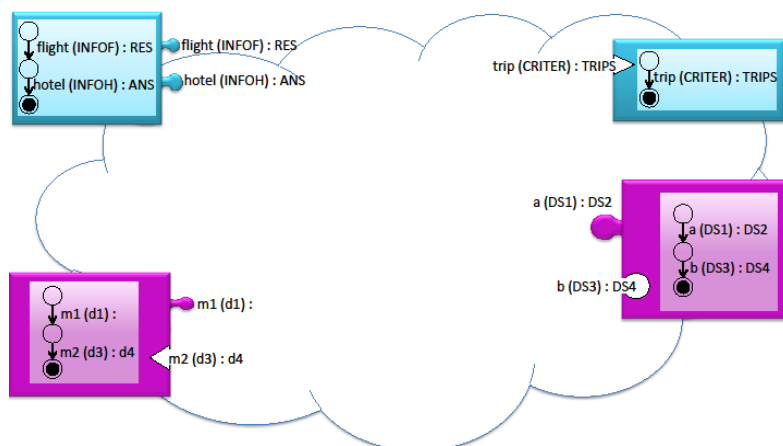 flight (INFOF) : RES
hotel (INFOH) : ANS
flight (INFOF) : RES
hotel (INFOH) : ANS
trip (CRITER) : TRIPS
trip (CRITER) : TRIPS
a (DS1) : DS2
b (DS3) : DS4
a (DS1) : DS2
b (DS3) : DS4
m1 (d1) :
m2 (d3) : d4
m1 (d1) :
m2 (d3) : d4